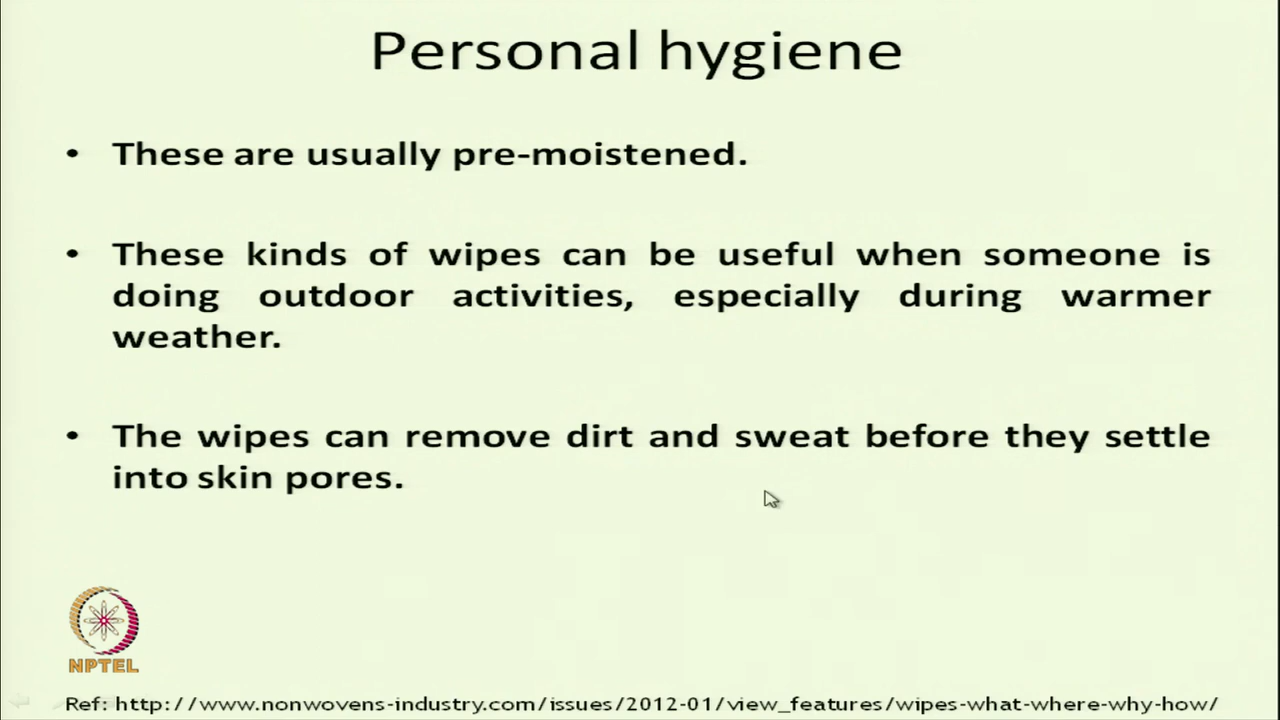 Personal hygiene
• These are usually pre-moistened.
• These kinds of wipes can be useful when someone is
doing outdoor activities, especially during warmer
weather.
• The wipes can remove dirt and sweat before they settle
into skin pores.
NPTEL
Ref: http://www.nonwovens-industry.com/issues/2012-01/view_features/wipes-what-where-why-how/